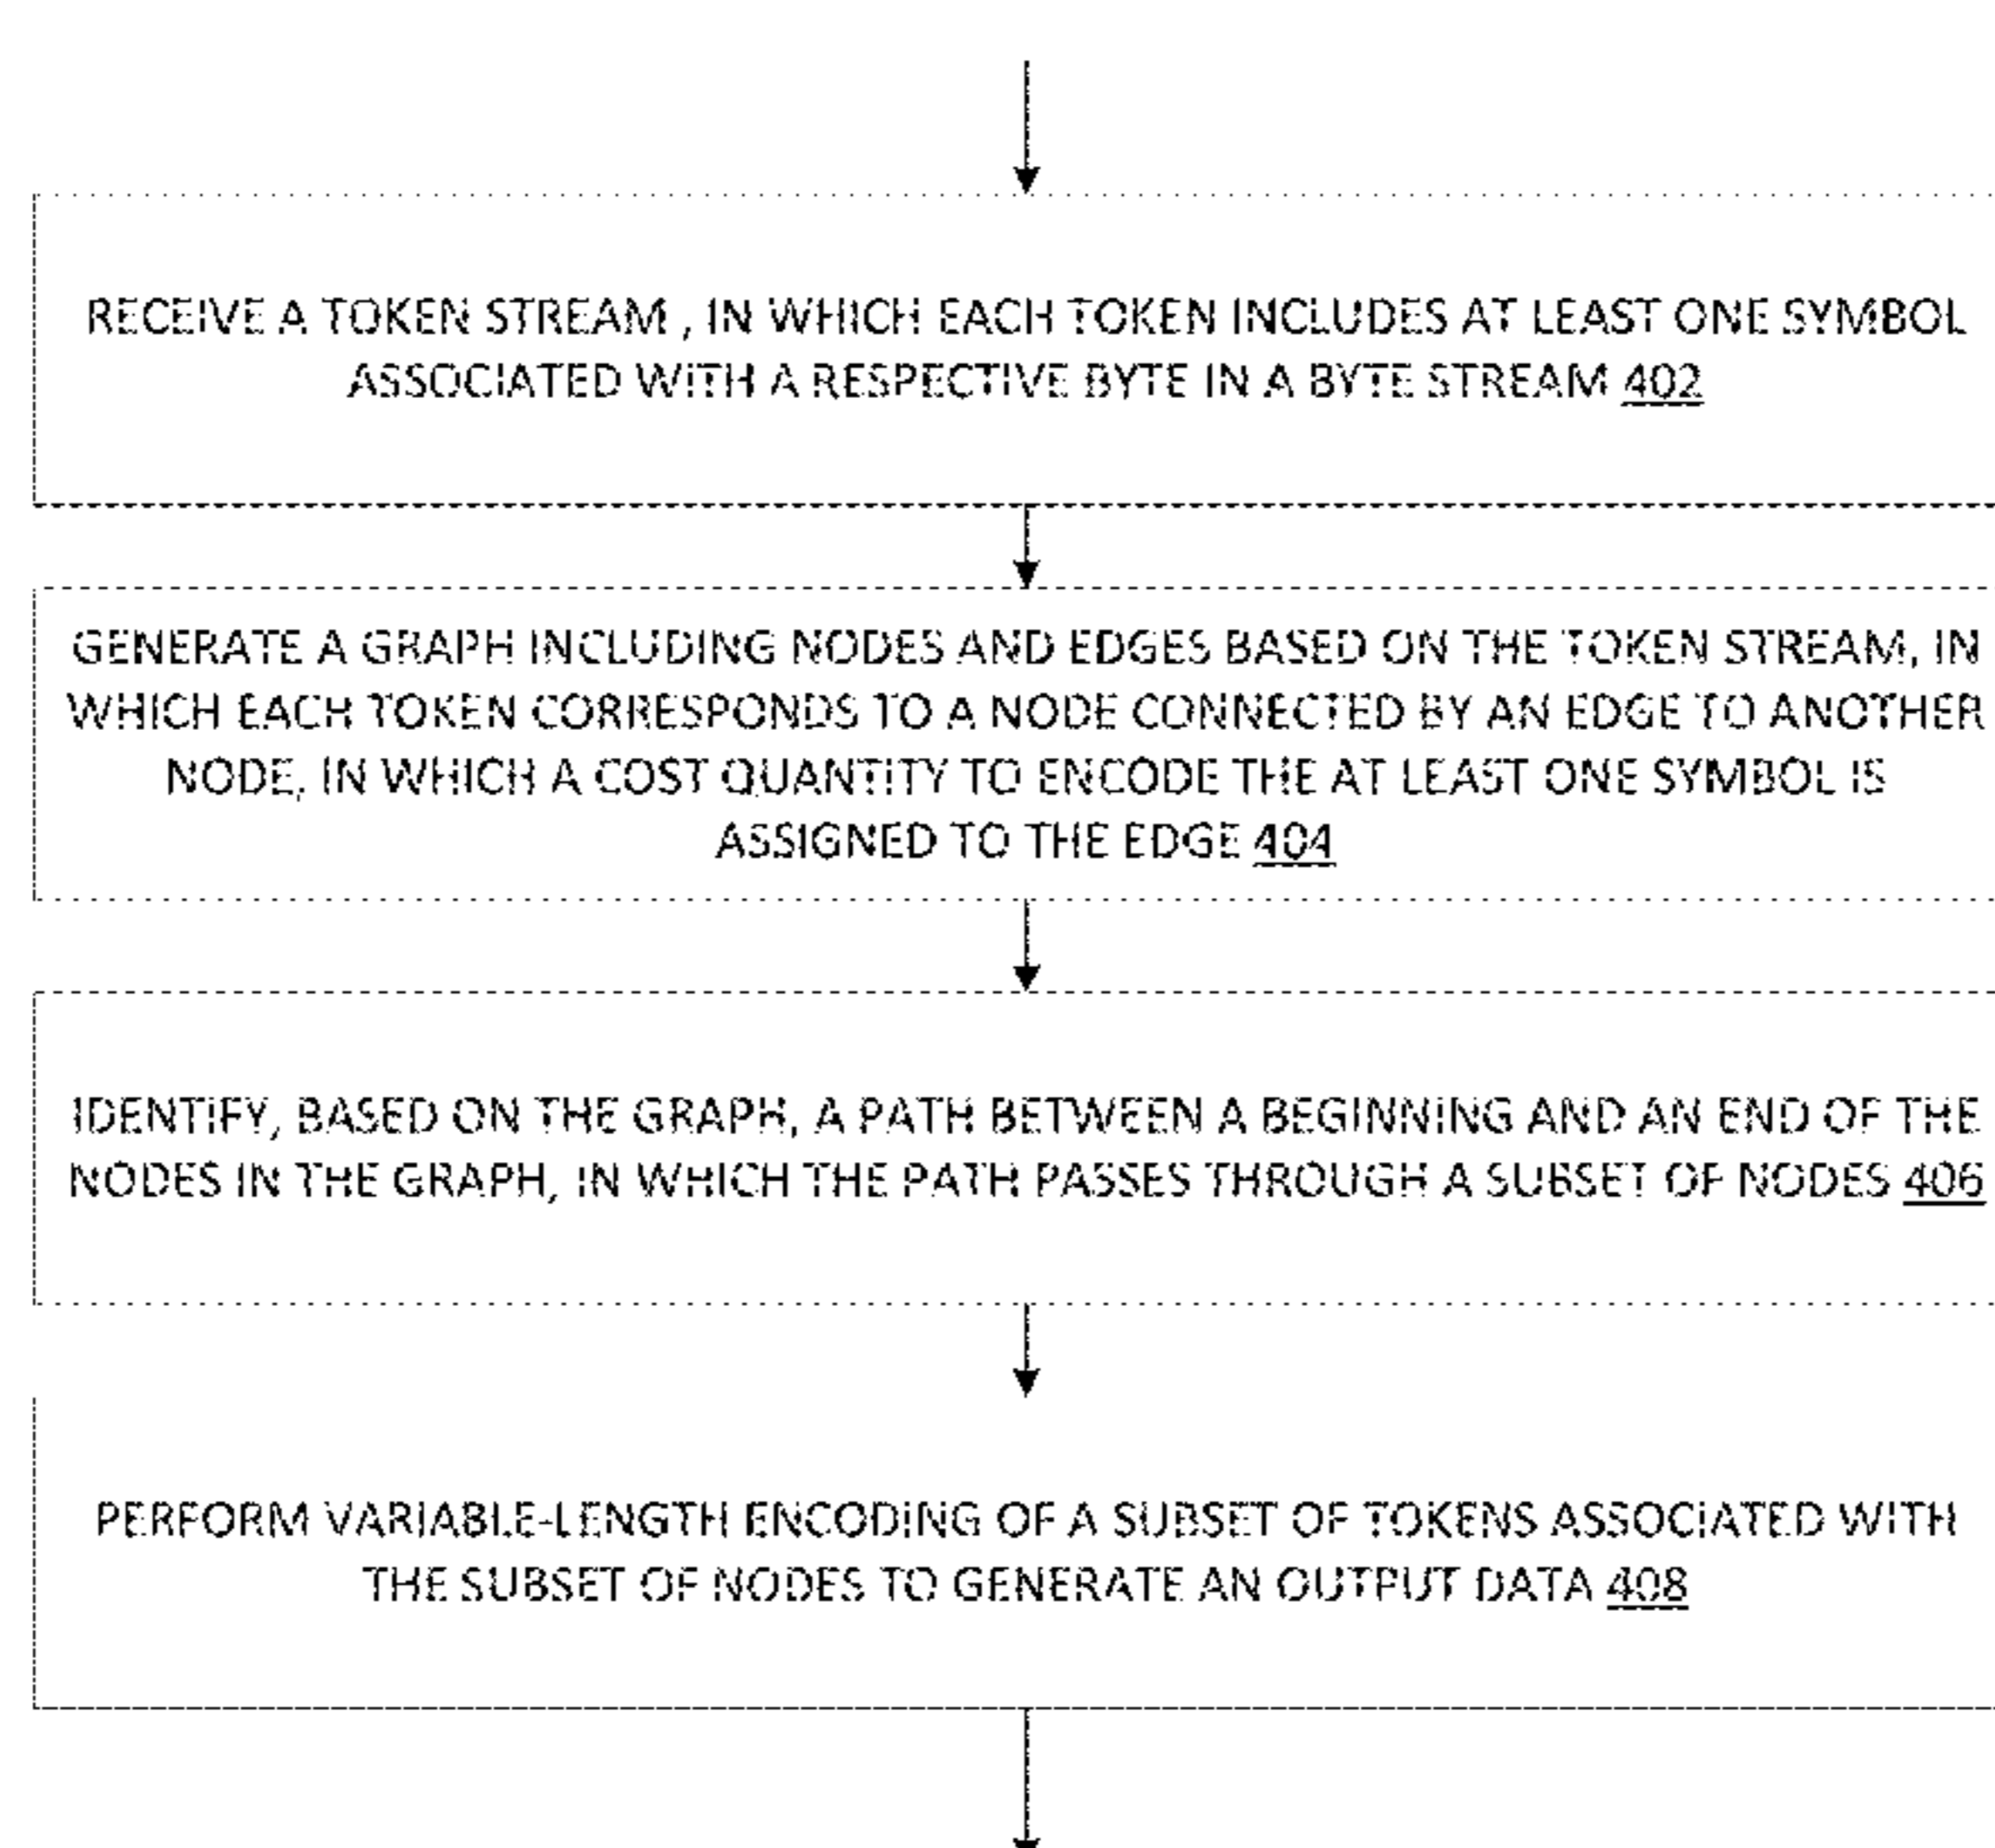 RECEIVE A TOKEN STREAM , IN WHICH EACH TOKEN INCLUDES AT LEAST ONE SYMBOL
ASSOCIATED WITH A RESPECTIVE BYTE IN A BYTE STREAM 402
GENERATE A GRAPH INCLUDING NODES AND EDGES BASED ON THE TOKEN STREAM, IN
WHICH EACH TOKEN CORRESPONDS TO A NODE CONNECTED BY AN EDGE TO ANOTHER
NODE, IN WHICH A COST QUANTITY TO ENCODE THE AT LEAST ONE SYMBOL IS
ASSIGNED TO THE EDGE 404
IDENTIFY, BASED ON THE GRAPH, A PATH BETWEEN A BEGINNING AND AN END OF THE
NODES IN THE GRAPH, IN WHICH THE PATH PASSES THROUGH A SUBSET OF NODES 406
PERFORM VARIABLE-LENGTH ENCODING OF A SUBSET OF TOKENS ASSOCIATED WITH
THE SUBSET OF NODES TO GENERATE AN OUTPUT DATA 408